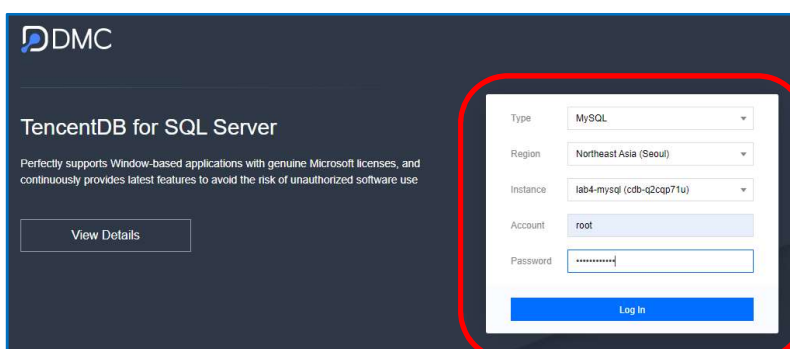 DMC
TencentDB for SQL Server
Perfectly supports Window-based applications with genuine Microsoft licenses, and
continuously provides latest features to avoid the risk of unauthorized software use
View Details
Type MySQL
Region Northeast Asia (Seoul)
Instance lab4-mysql (cdb-q2cqp71u)
Account root
Password ············
Log In